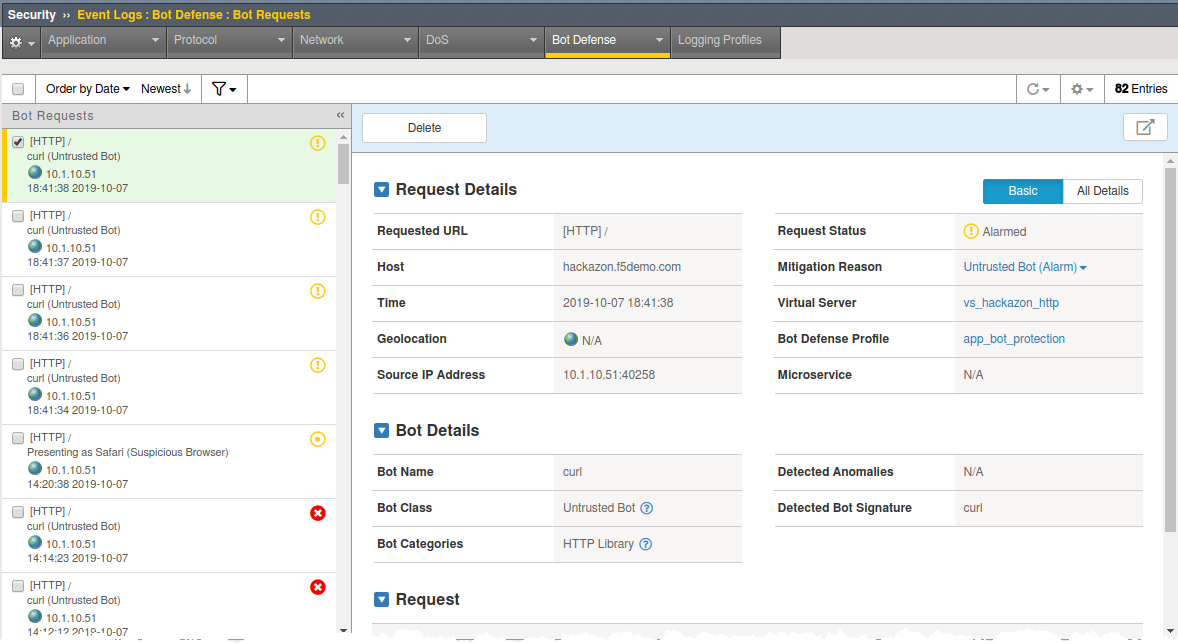 Security ›› Event Logs : Bot Defense : Bot Requests
Application Protocol Network DoS Bot Defense Logging Profiles
Order by Date Newest 82 Entries
Bot Requests «
Delete
[HTTP] /
curl (Untrusted Bot)
10.1.10.51
18:41:38 2019-10-07
[HTTP] /
curl (Untrusted Bot)
10.1.10.51
18:41:37 2019-10-07
[HTTP] /
curl (Untrusted Bot)
10.1.10.51
18:41:36 2019-10-07
[HTTP] /
curl (Untrusted Bot)
10.1.10.51
18:41:34 2019-10-07
[HTTP] /
Presenting as Safari (Suspicious Browser)
10.1.10.51
14:20:38 2019-10-07
[HTTP] /
curl (Untrusted Bot)
10.1.10.51
14:14:23 2019-10-07
[HTTP] /
curl (Untrusted Bot)
10.1.10.51
14:12:12 2019-10-07
Request Details
Basic All Details
Requested URL [HTTP] /
Host hackazon.f5demo.com
Time 2019-10-07 18:41:38
Geolocation N/A
Source IP Address 10.1.10.51:40258
Request Status Alarmed
Mitigation Reason Untrusted Bot (Alarm)
Virtual Server vs_hackazon_http
Bot Defense Profile app_bot_protection
Microservice N/A
Bot Details
Bot Name curl
Bot Class Untrusted Bot ?
Bot Categories HTTP Library ?
Detected Anomalies N/A
Detected Bot Signature curl
Request